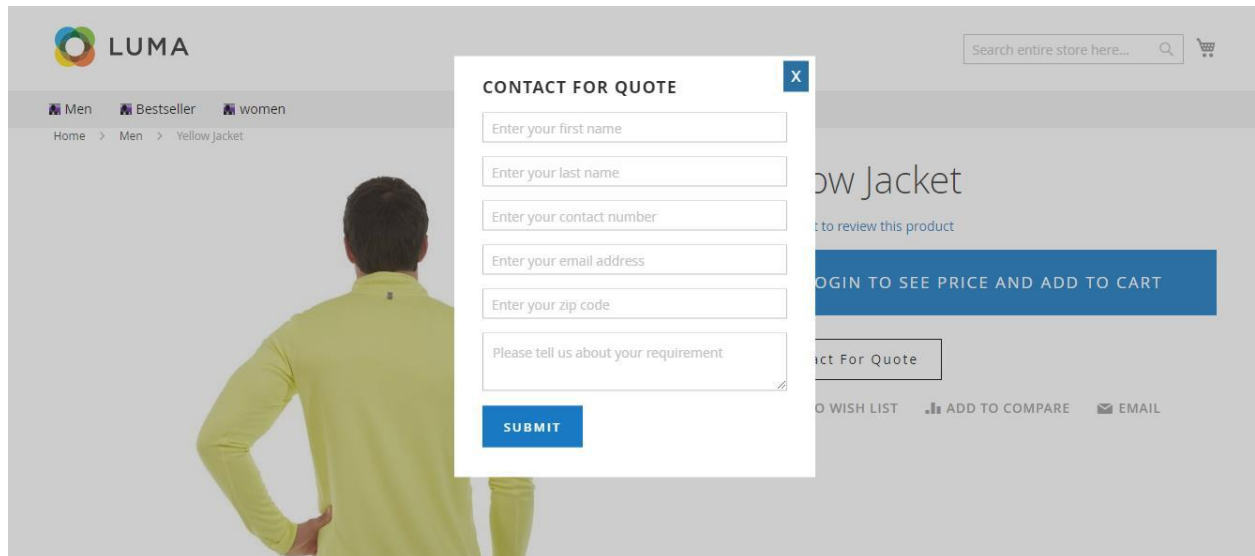 LUMA
Search entire store here...
Men Bestseller women
Home > Men > Yellow Jacket
CONTACT FOR QUOTE
X
Enter your first name
Enter your last name
Enter your contact number
Enter your email address
Enter your zip code
Please tell us about your requirement
SUBMIT
Jacket
to review this product
TO SEE PRICE AND ADD TO CART
For Quote
WISH LIST ADD TO COMPARE EMAIL